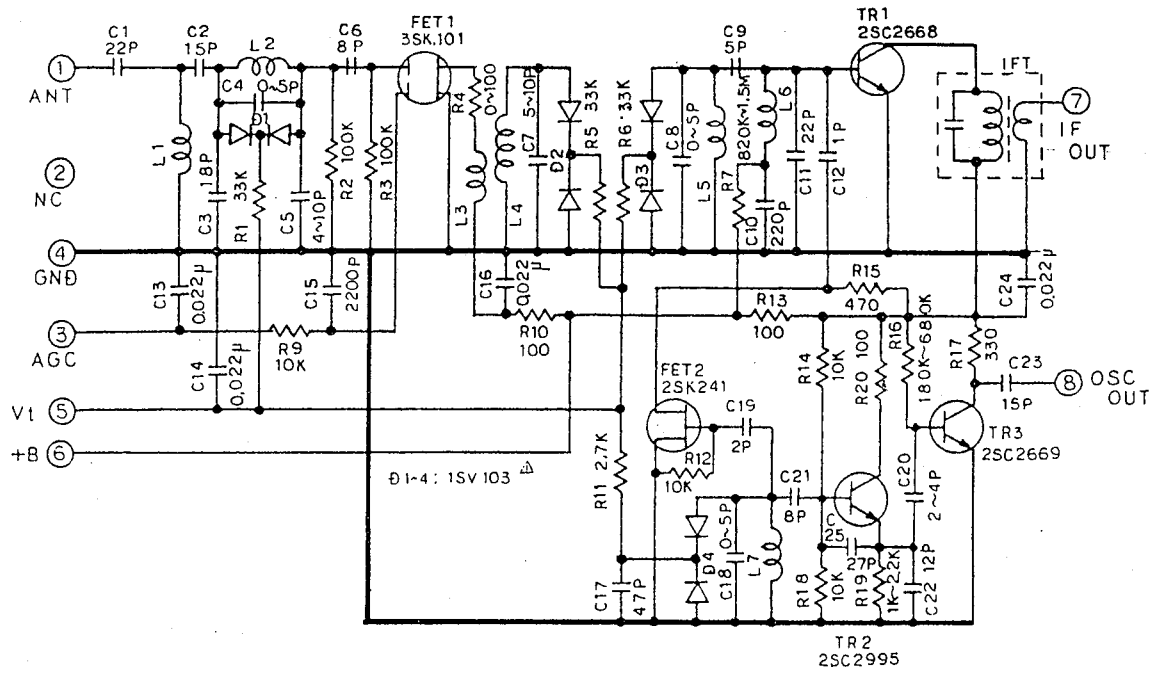 C1
22P
C2
15P
L2
C4
0~5P
D1
C6
8P
FET1
3SK,101
R4
0~100
C7 5~10P
R5 33K
R6 33K
C8
0~5P
C9
5P
L6
820K~1.5M
TR1
2SC2668
IFT
① ANT
② NC
④ GND
③ AGC
Vt ⑤
+B ⑥
⑦ IF OUT
⑧ OSC OUT
L1
C3 18P
R1 33K
C5 4~10P
R2 100K
R3 100K
L3
L4
D2
D3
L5
R7
C10 220P
C11 22P
C12 1P
C13 0.022μ
C14 0.022μ
C15 2200P
R9
10K
C16 0.022μ
R10
100
R13
100
R15
470
R16 180K~680K
R17 330
C24 0.022μ
C23
15P
R14 10K
R20 100
FET2
2SK241
C19
2P
R12
10K
TR3
2SC2669
D1-4: 1SV103
R11 2.7K
C21
8P
C20 2~4P
C17 47P
D4
C18 0~5P
L7
C25
27P
R18 10K
R19 1K~2.2K
C22 12P
TR2
2SC2995